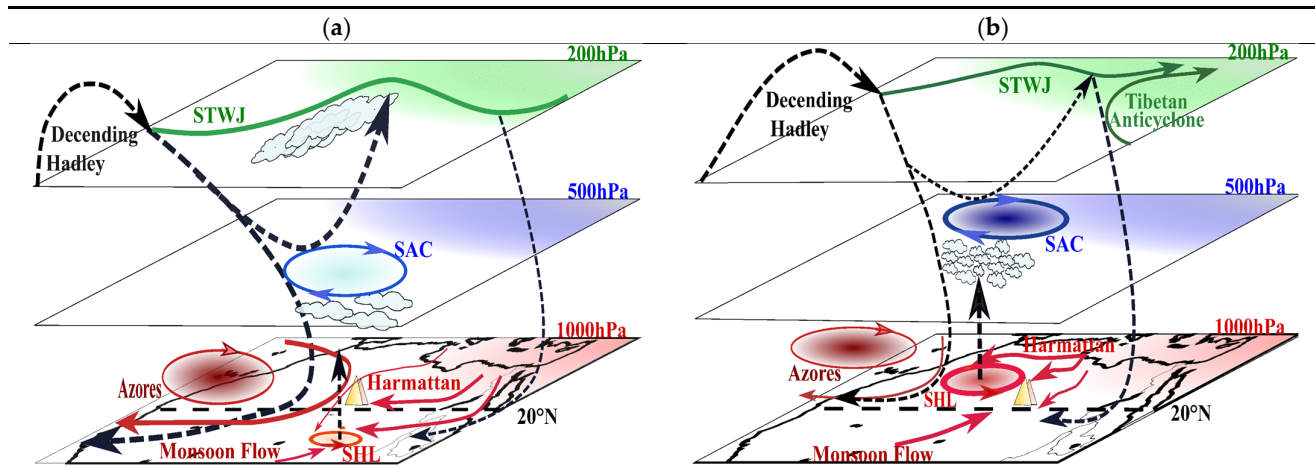 (a)
200hPa
STWJ
Decending
Hadley
500hPa
SAC
1000hPa
Azores
Harmattan
20°N
Monsoon Flow
SHL
(b)
200hPa
STWJ
Decending
Hadley
Tibetan
Anticyclone
500hPa
SAC
1000hPa
Harmattan
Azores
SHL
20°N
Monsoon Flow